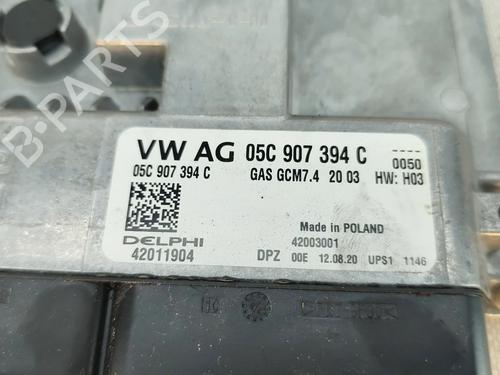 VW AG 05C 907 394 C
----
0050
05C 907 394 C GAS GCM7.4 20 03 HW: H03
Made in POLAND
DELPHI 42003001
42011904 DPZ 00E 12.08.20 UPS1 1146
B-PARTS